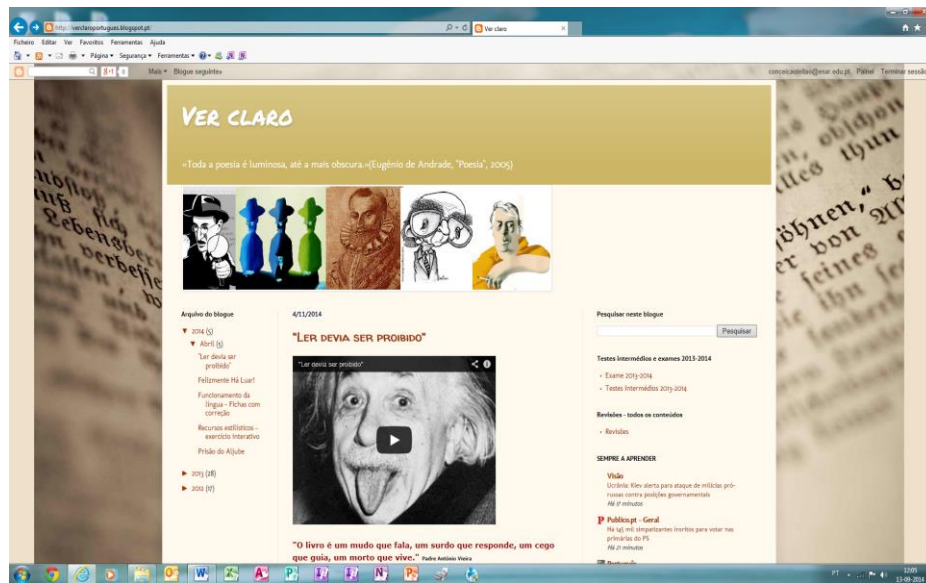 http://verclaroportugues.blogspot.pt
Ver claro
Ficheiro Editar Ver Favoritos Ferramentas Ajuda
Página Segurança Ferramentas
Mais Blogue seguinte»
Painel Terminar sessão
VER CLARO
«Toda a poesia é luminosa, até a mais obscura.»(Eugénio de Andrade, "Poesia", 2005)
Arquivo do blogue
▼ 2014 (5)
▼ Abril (5)
"Ler devia ser
proibido"
Felizmente Há Luar!
Funcionamento da
língua - Fichas com
correção
Recursos estilísticos -
exercício interativo
Prisão do Aljube
► 2013 (28)
► 2012 (17)
4/11/2014
"LER DEVIA SER PROIBIDO"
"Ler devia ser proibido"
"O livro é um mudo que fala, um surdo que responde, um cego
que guia, um morto que vive." Padre António Vieira
Pesquisar neste blogue
Pesquisar
Testes intermédios e exames 2013-2014
Exame 2013-2014
Testes Intermédios 2013-2014
Revisões - todos os conteúdos
Revisões
SEMPRE A APRENDER
Visão
Ucrânia: Kiev alerta para ataque de milícias pró-
russas contra posições governamentais
Há 17 minutos
Publico.pt - Geral
Há 145 mil simpatizantes inscritos para votar nas
primárias do PS
Há 21 minutos
PT
12:05
13-09-2014